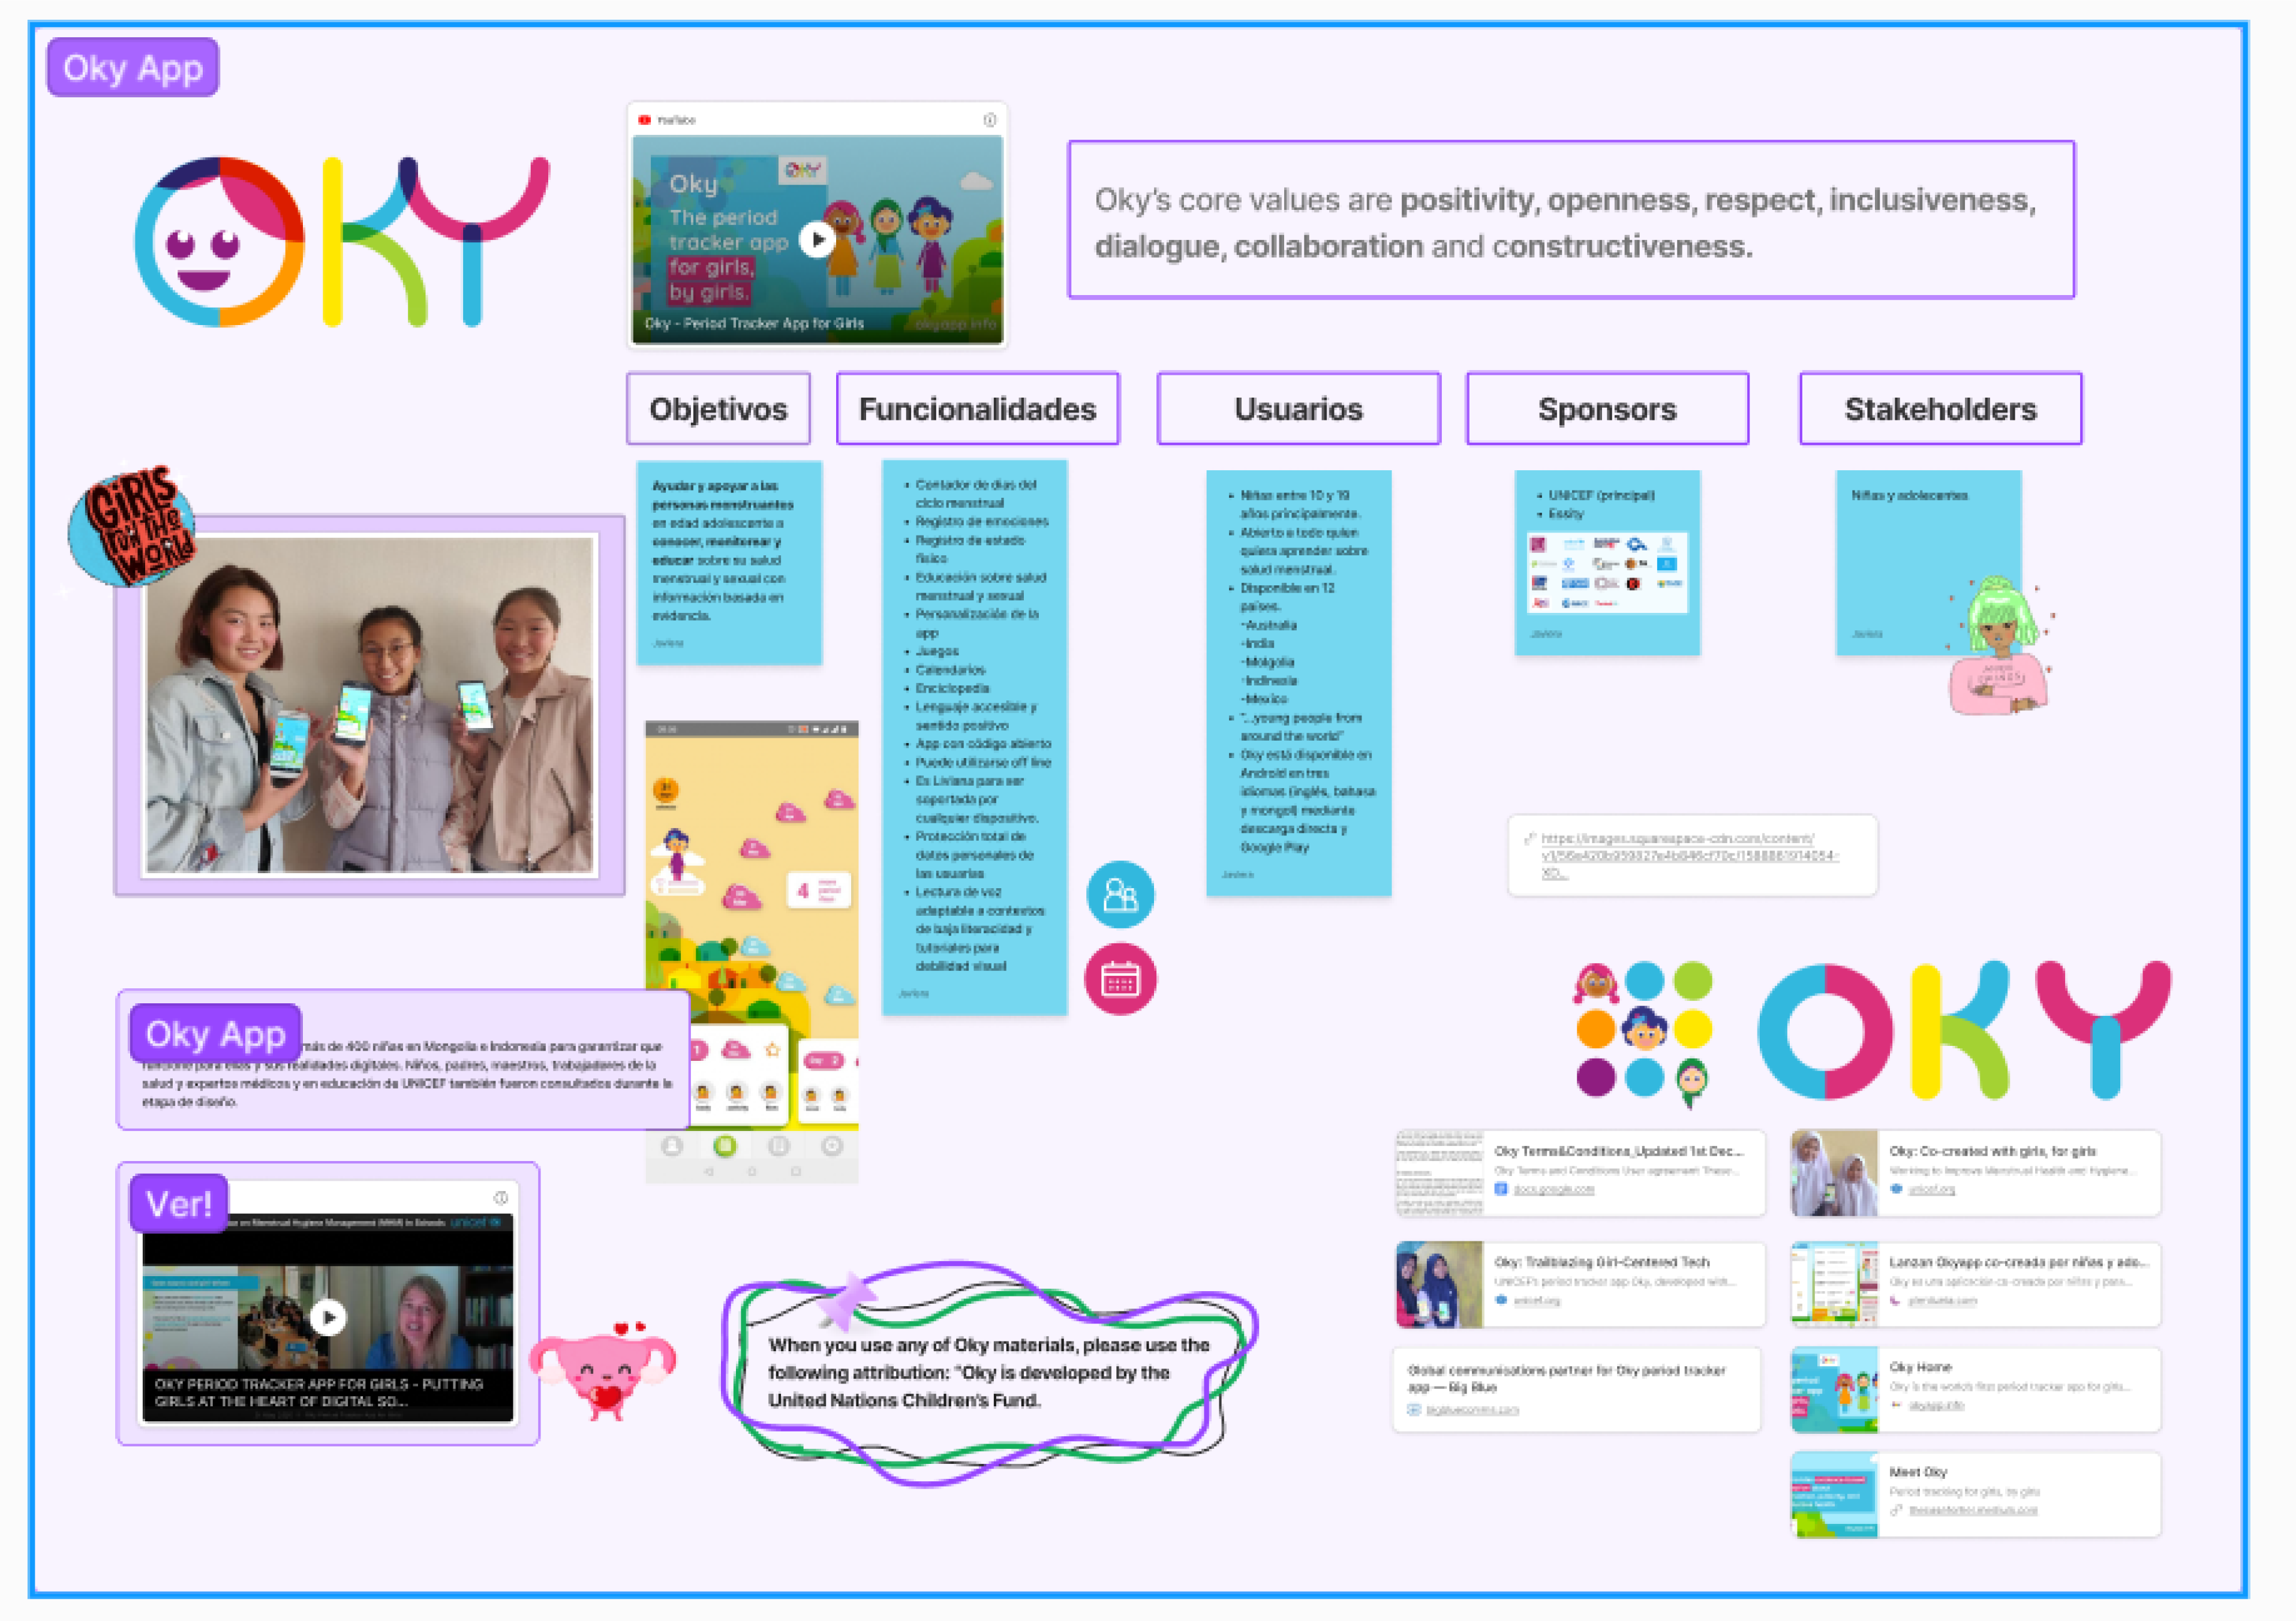 Oky App
OKY
YouTube
OKY
Oky
The period
tracker app
for girls,
by girls.
Oky - Period Tracker App for Girls
okyapp.info
Oky's core values are positivity, openness, respect, inclusiveness,
dialogue, collaboration and constructiveness.
Objetivos
Funcionalidades
Usuarios
Sponsors
Stakeholders
GIRLS
RUN THE
WORLD
Ayudar y apoyar a las
personas menstruantes
en edad adolescente a
conocer, monitorear y
educar sobre su salud
menstrual y sexual con
información basada en
evidencia.
Javiera
• Contador de días del
ciclo menstrual
• Registro de emociones
• Registro de estado
físico
• Educación sobre salud
menstrual y sexual
• Personalización de la
app
• Juegos
• Calendarios
• Enciclopedia
• Lenguaje accesible y
sentido positivo
• App con código abierto
• Puede utilizarse off line
• Es Liviana para ser
soportada por
cualquier dispositivo.
• Protección total de
datos personales de
las usuarias
• Lectura de voz
adaptable a contextos
de baja literacidad y
tutoriales para
debilidad visual
Javiera
• Niñas entre 10 y 19
años principalmente.
• Abierto a todo quien
quiera aprender sobre
salud menstrual.
• Disponible en 12
países.
-Australia
-India
-Molgolia
-Indinesia
-Mexico
• "...young people from
around the world"
• Oky está disponible en
Android en tres
idiomas (inglés, bahasa
y mongol) mediante
descarga directa y
Google Play
Javiera
• UNICEF (principal)
• Essity
Javiera
Niñas y adolecentes
Javiera
4
https://images.squarespace-cdn.com/content/
XO...
Oky App
más de 400 niñas en Mongolia e Indonesia para garantizar que
funcione para ellas y sus realidades digitales. Niños, padres, maestros, trabajadores de la
salud y expertos médicos y en educación de UNICEF también fueron consultados durante la
etapa de diseño.
OKY
Ver!
on Menstrual Hygiene Management (MHM) in Schools unicef
OKY PERIOD TRACKER APP FOR GIRLS - PUTTING
GIRLS AT THE HEART OF DIGITAL SO...
When you use any of Oky materials, please use the
following attribution: "Oky is developed by the
United Nations Children's Fund.
Oky Terms&Conditions_Updated 1st Dec...
Oky Terms and Conditions User agreement These...
docs.google.com
Oky: Co-created with girls, for girls
Working to Improve Menstrual Health and Hygiene...
unicef.org
Oky: Trailblazing Girl-Centered Tech
UNICEF's period tracker app Oky, developed with...
unicef.org
Lanzan Okyapp co-creada por niñas y ado...
Oky es una aplicación co-creada por niñas y para...
plenilunia.com
Global communications partner for Oky period tracker
app — Big Blue
bigbluecomms.com
Oky Home
Oky is the world's first period tracker app for girls...
okyapp.info
Meet Oky
Period tracking for girls, by girls